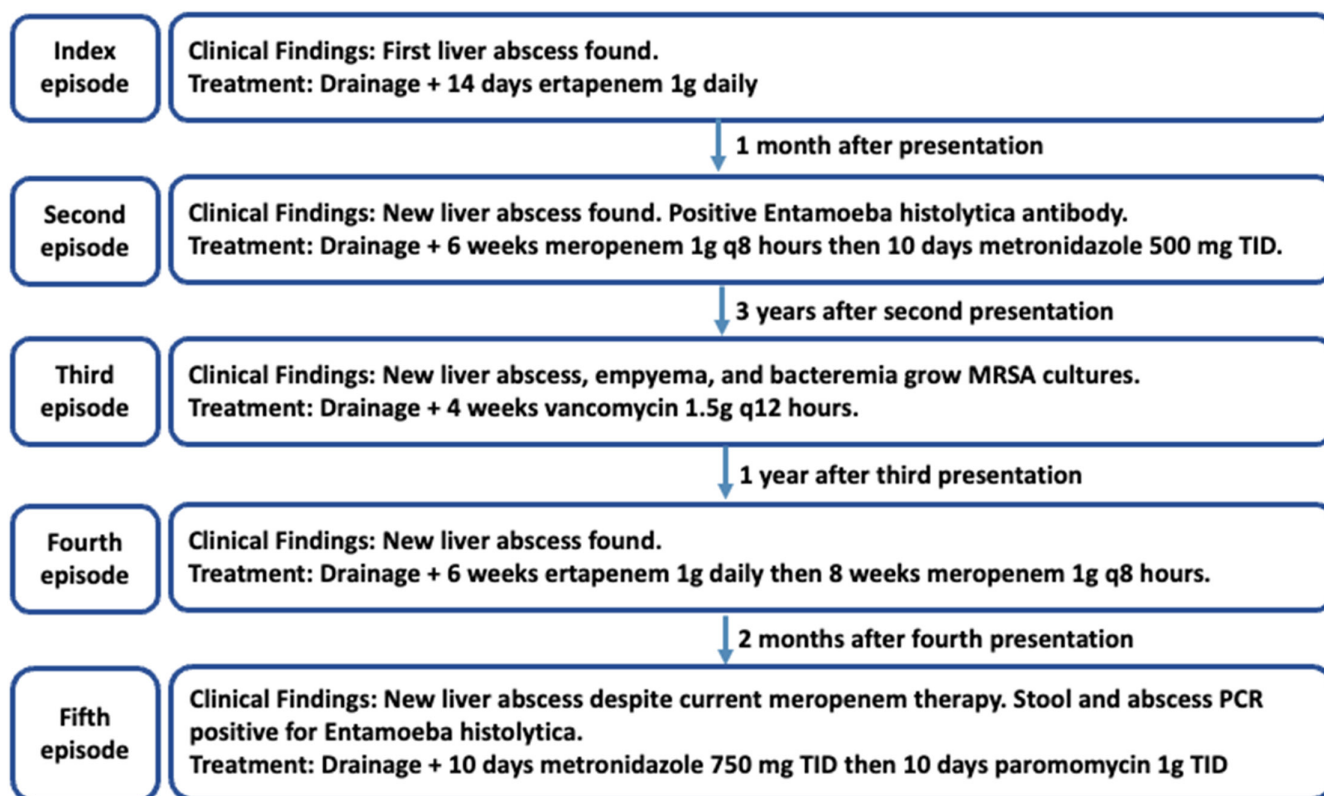 Index
episode
Clinical Findings: First liver abscess found.
Treatment: Drainage + 14 days ertapenem 1g daily
1 month after presentation
Second
episode
Clinical Findings: New liver abscess found. Positive Entamoeba histolytica antibody.
Treatment: Drainage + 6 weeks meropenem 1g q8 hours then 10 days metronidazole 500 mg TID.
3 years after second presentation
Third
episode
Clinical Findings: New liver abscess, empyema, and bacteremia grow MRSA cultures.
Treatment: Drainage + 4 weeks vancomycin 1.5g q12 hours.
1 year after third presentation
Fourth
episode
Clinical Findings: New liver abscess found.
Treatment: Drainage + 6 weeks ertapenem 1g daily then 8 weeks meropenem 1g q8 hours.
2 months after fourth presentation
Fifth
episode
Clinical Findings: New liver abscess despite current meropenem therapy. Stool and abscess PCR
positive for Entamoeba histolytica.
Treatment: Drainage + 10 days metronidazole 750 mg TID then 10 days paromomycin 1g TID